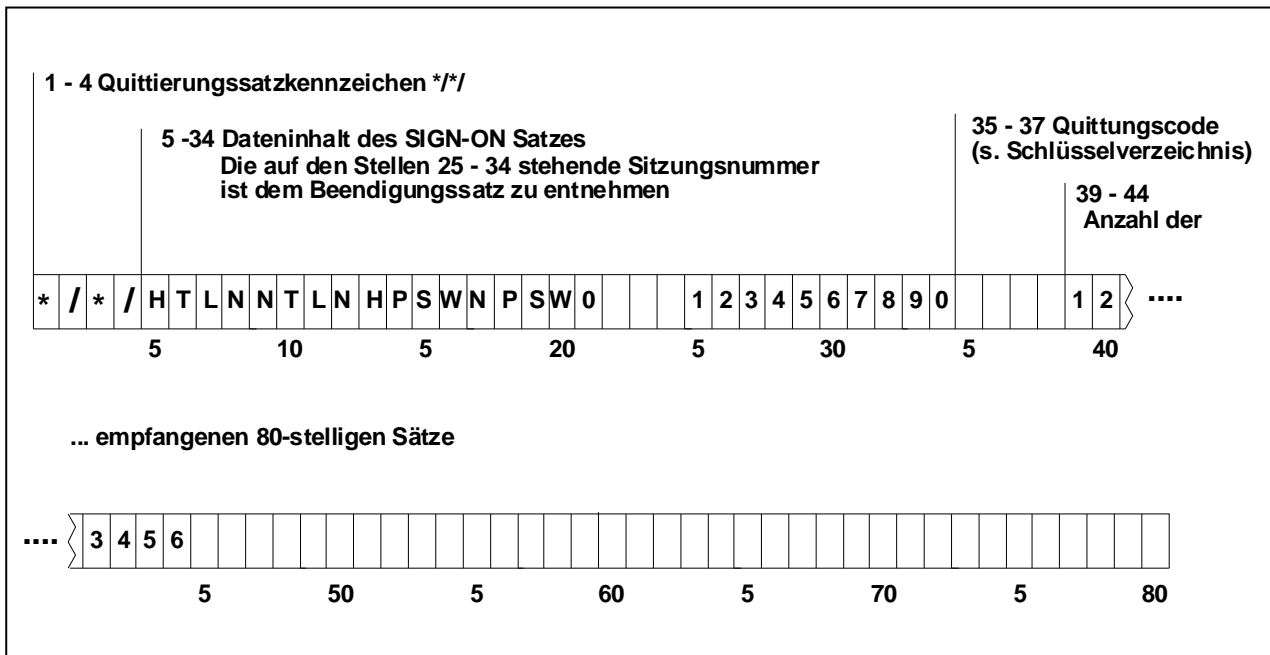 1 - 4 Quittierungssatzkennzeichen */*/
5 -34 Dateninhalt des SIGN-ON Satzes
Die auf den Stellen 25 - 34 stehende Sitzungsnummer
ist dem Beendigungssatz zu entnehmen
35 - 37 Quittungscode
(s. Schlüsselverzeichnis)
39 - 44
Anzahl der
* / * / H T L N N T L N H P S W N P S W 0 1 2 3 4 5 6 7 8 9 0 1 2 ....
5 10 5 20 5 30 5 40
... empfangenen 80-stelligen Sätze
.... 3 4 5 6
5 50 5 60 5 70 5 80